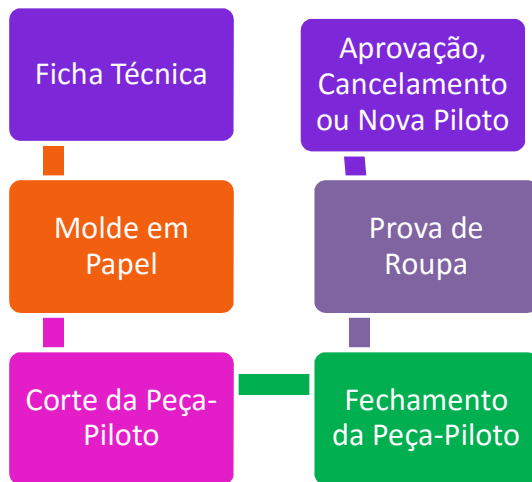 Ficha Técnica
Molde em
Papel
Corte da Peça-
Piloto
Fechamento
da Peça-Piloto
Prova de
Roupa
Aprovação,
Cancelamento
ou Nova Piloto